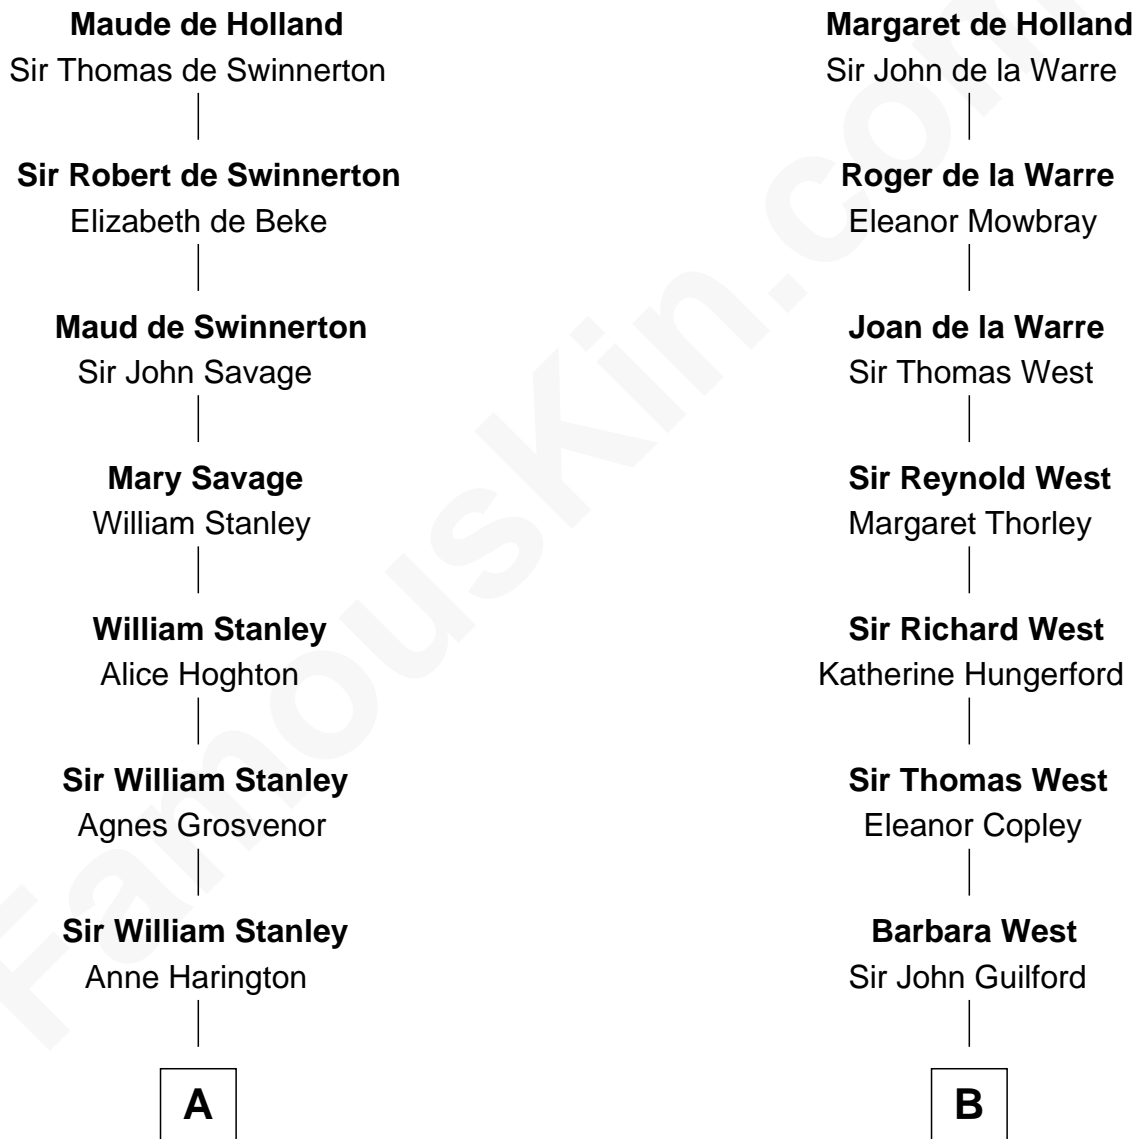 Maude de Holland
Sir Thomas de Swinnerton
Sir Robert de Swinnerton
Elizabeth de Beke
Maud de Swinnerton
Sir John Savage
Mary Savage
William Stanley
William Stanley
Alice Hoghton
Sir William Stanley
Agnes Grosvenor
Sir William Stanley
Anne Harington
A
Margaret de Holland
Sir John de la Warre
Roger de la Warre
Eleanor Mowbray
Joan de la Warre
Sir Thomas West
Sir Reynold West
Margaret Thorley
Sir Richard West
Katherine Hungerford
Sir Thomas West
Eleanor Copley
Barbara West
Sir John Guilford
B
FamousKin.com